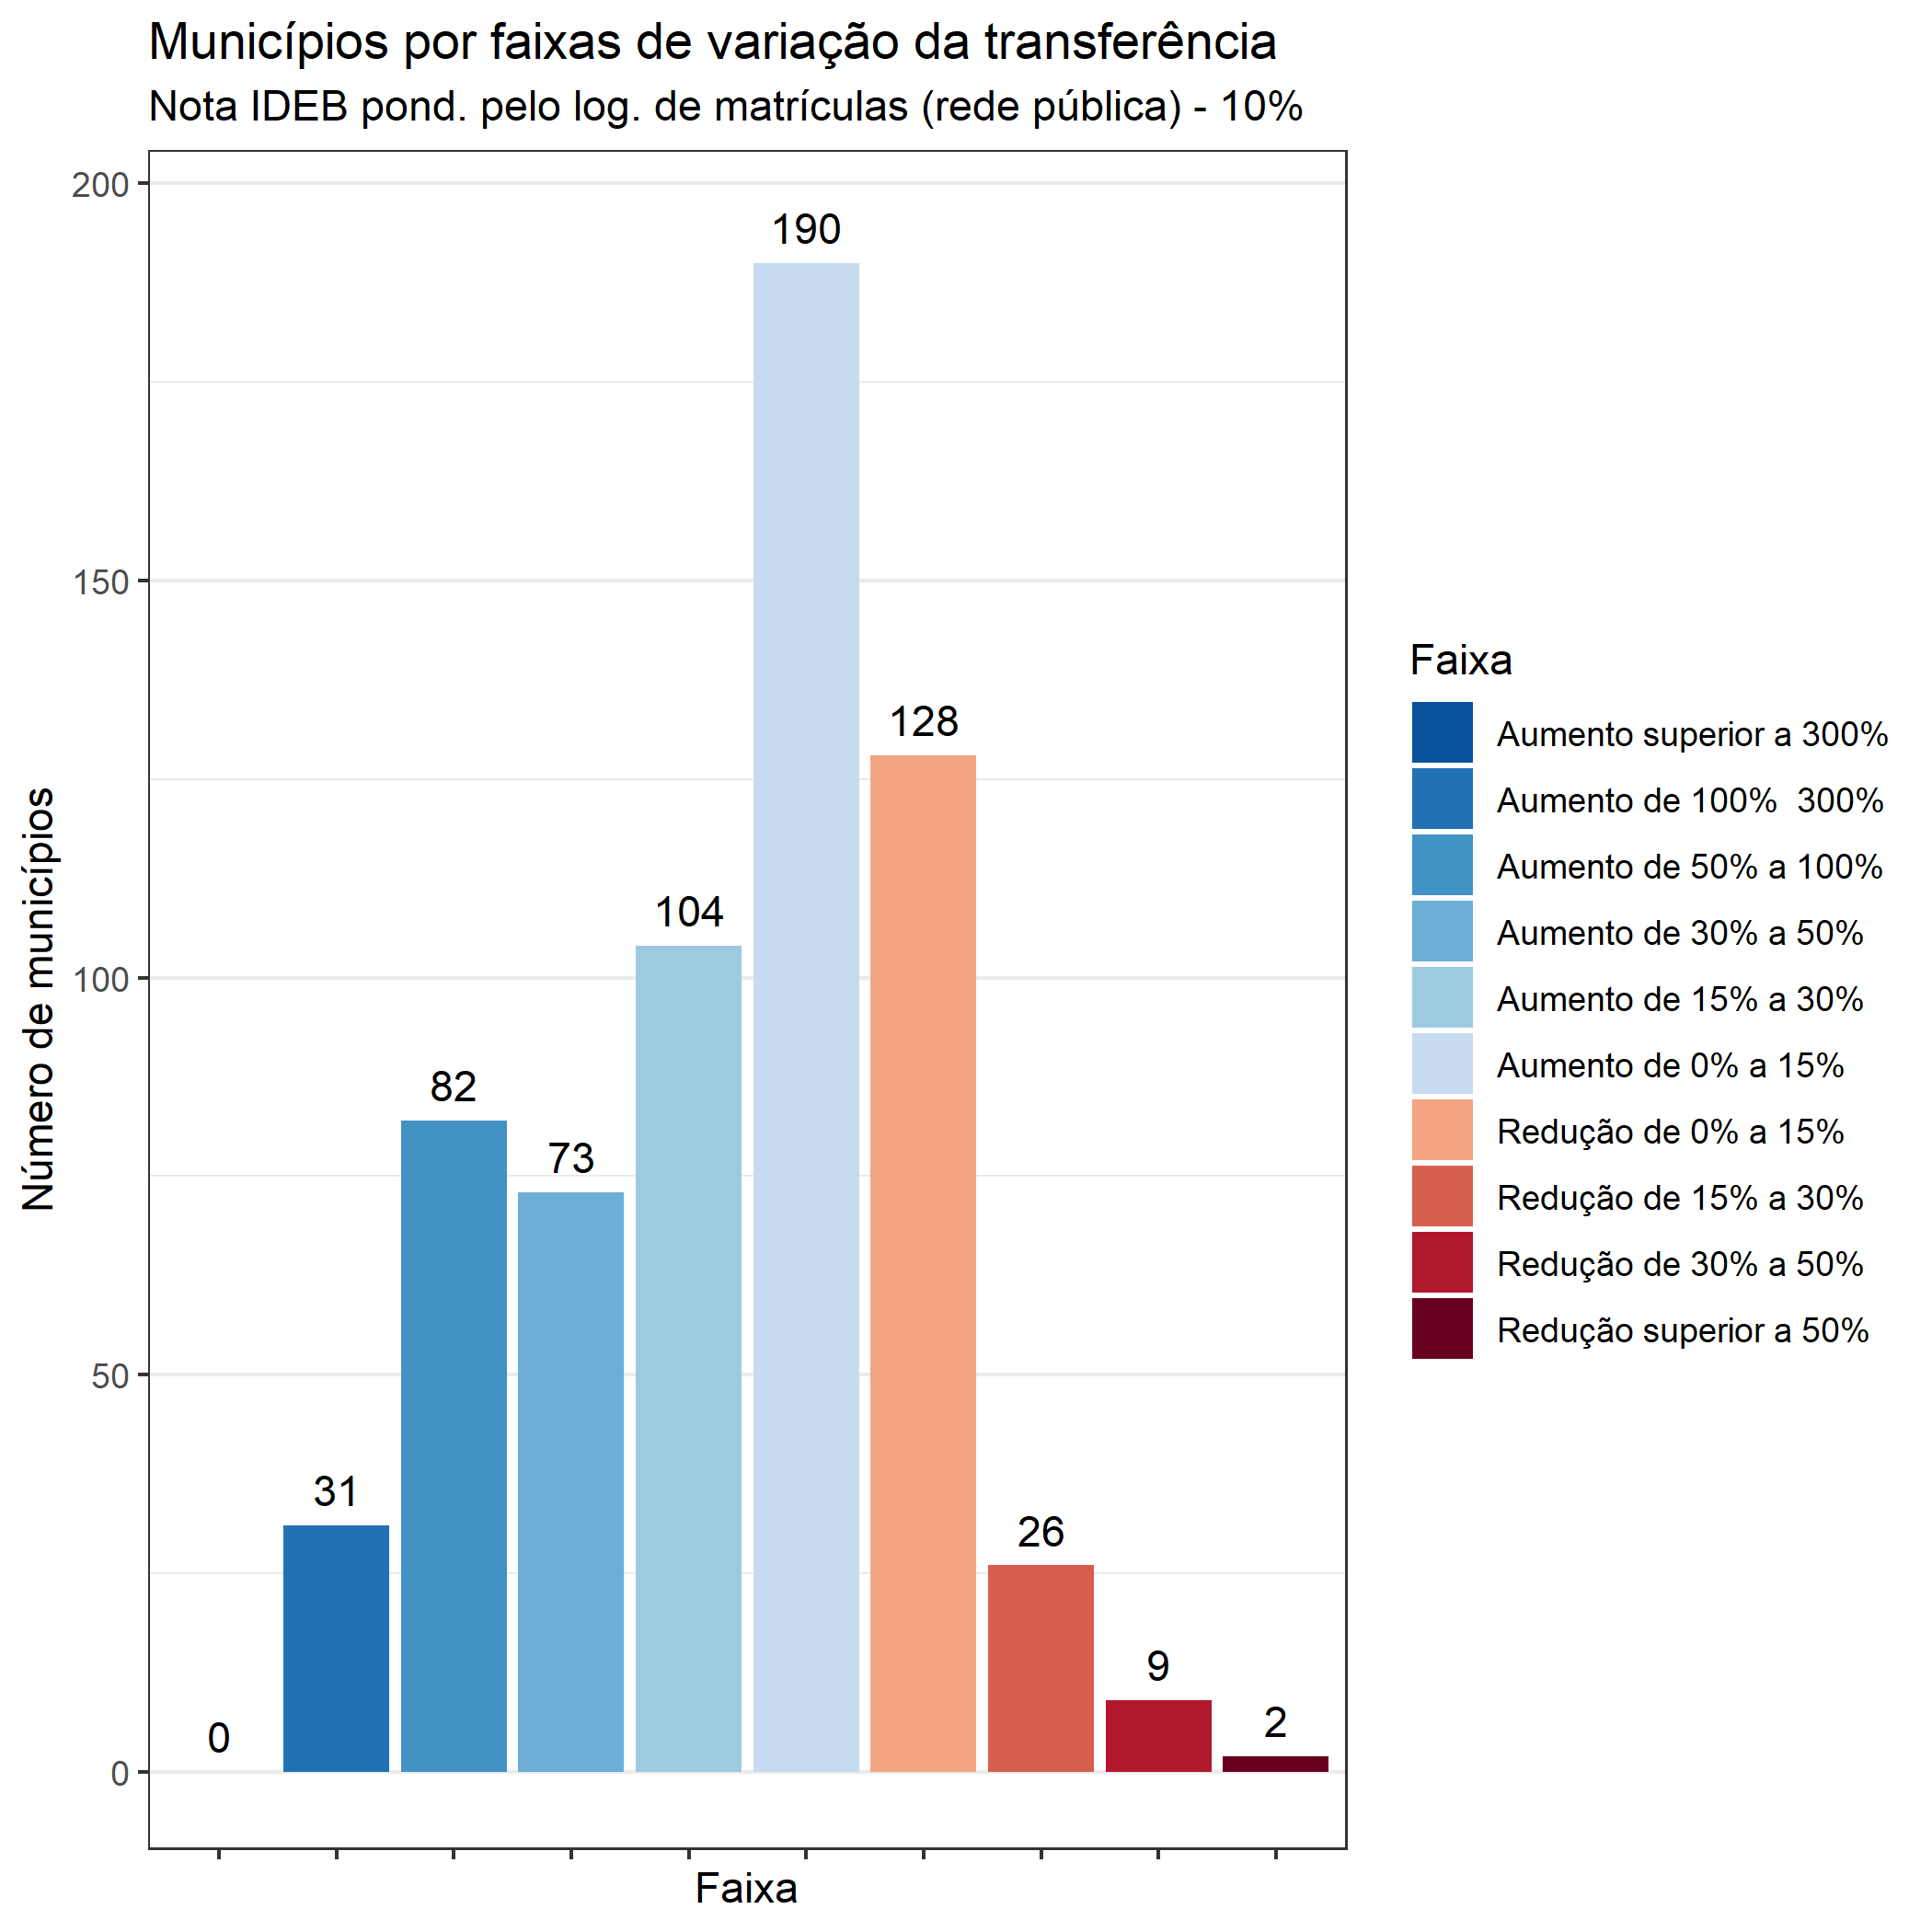 Municípios por faixas de variação da transferência
Nota IDEB pond. pelo log. de matrículas (rede pública) - 10%
Número de municípios
200
150
100
50
0
0
31
82
73
104
190
128
26
9
2
Faixa
Faixa
Aumento superior a 300%
Aumento de 100%  300%
Aumento de 50% a 100%
Aumento de 30% a 50%
Aumento de 15% a 30%
Aumento de 0% a 15%
Redução de 0% a 15%
Redução de 15% a 30%
Redução de 30% a 50%
Redução superior a 50%